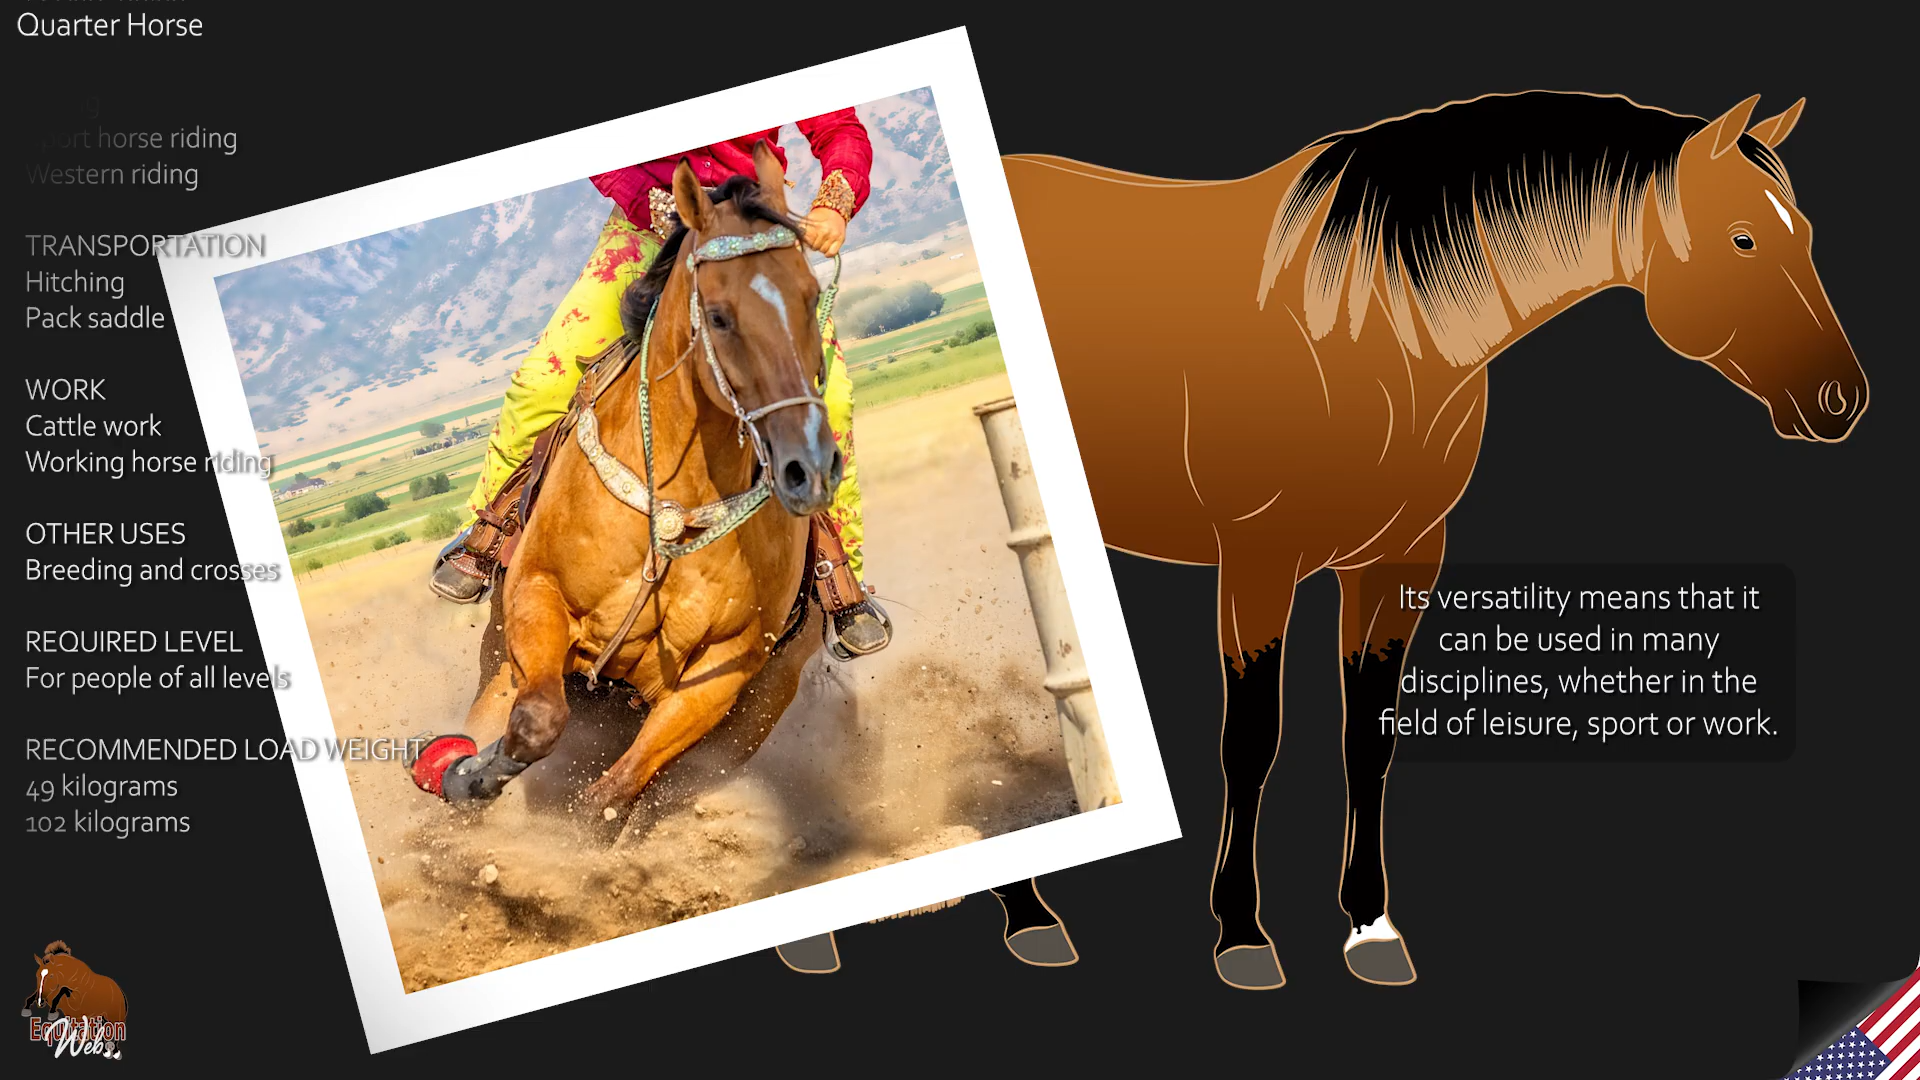 Quarter Horse
horse riding
Western riding
TRANSPORTATION
Hitching
Pack saddle
WORK
Cattle work
Working horse riding
OTHER USES
Breeding and crosses
REQUIRED LEVEL
For people of all levels
RECOMMENDED LOAD WEIGHT
49 kilograms
102 kilograms
Its versatility means that it
can be used in many
disciplines, whether in the
field of leisure, sport or work.
Equitation
Webs